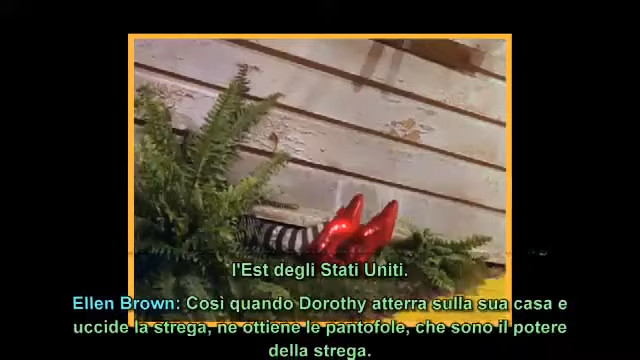 l'Est degli Stati Uniti.
Ellen Brown: Così quando Dorothy atterra sulla sua casa e
uccide la strega, ne ottiene le pantofole, che sono il potere
della strega.